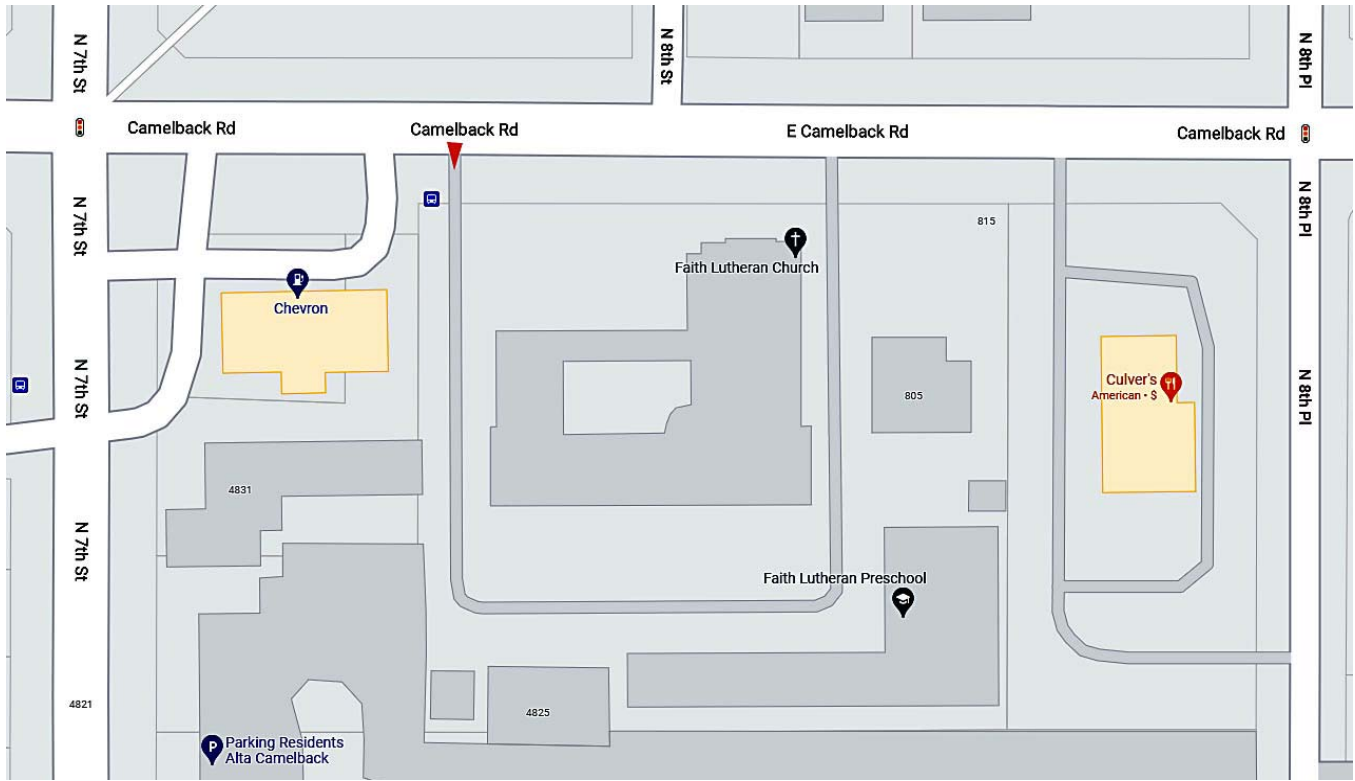 N 7th St
N 8th St
N 8th Pl
Camelback Rd
Camelback Rd
E Camelback Rd
Camelback Rd
N 7th St
N 8th Pl
815
Faith Lutheran Church
Chevron
N 7th St
Culver's
American • $
805
N 8th Pl
4831
N 7th St
Faith Lutheran Preschool
4821
4825
P
Parking Residents
Alta Camelback